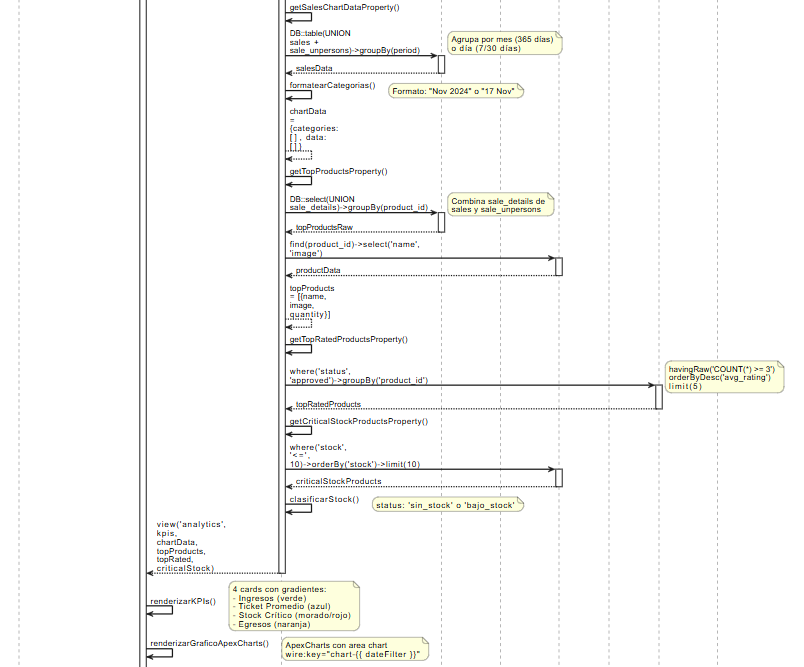 getSalesChartDataProperty()
DB::table(UNION
sales +
sale_unpersons)->groupBy(period)
Agrupa por mes (365 días)
o día (7/30 días)
salesData
formatearCategorias()
Formato: "Nov 2024" o "17 Nov"
chartData
=
{categories:
[ ] , data:
[ ] }
getTopProductsProperty()
DB::select(UNION
sale_details)->groupBy(product_id)
Combina sale_details de
sales y sale_unpersons
topProductsRaw
find(product_id)->select('name',
'image')
productData
topProducts
= [{name,
image,
quantity}]
getTopRatedProductsProperty()
where('status',
'approved')->groupBy('product_id')
havingRaw('COUNT(*) >= 3')
orderByDesc('avg_rating')
limit(5)
topRatedProducts
getCriticalStockProductsProperty()
where('stock',
'<=',
10)->orderBy('stock')->limit(10)
criticalStockProducts
clasificarStock()
status: 'sin_stock' o 'bajo_stock'
view('analytics',
kpis,
chartData,
topProducts,
topRated,
criticalStock)
renderizarKPIs()
4 cards con gradientes:
- Ingresos (verde)
- Ticket Promedio (azul)
- Stock Crítico (morado/rojo)
- Egresos (naranja)
renderizarGraficoApexCharts()
ApexCharts con area chart
wire:key="chart-{{ dateFilter }}"